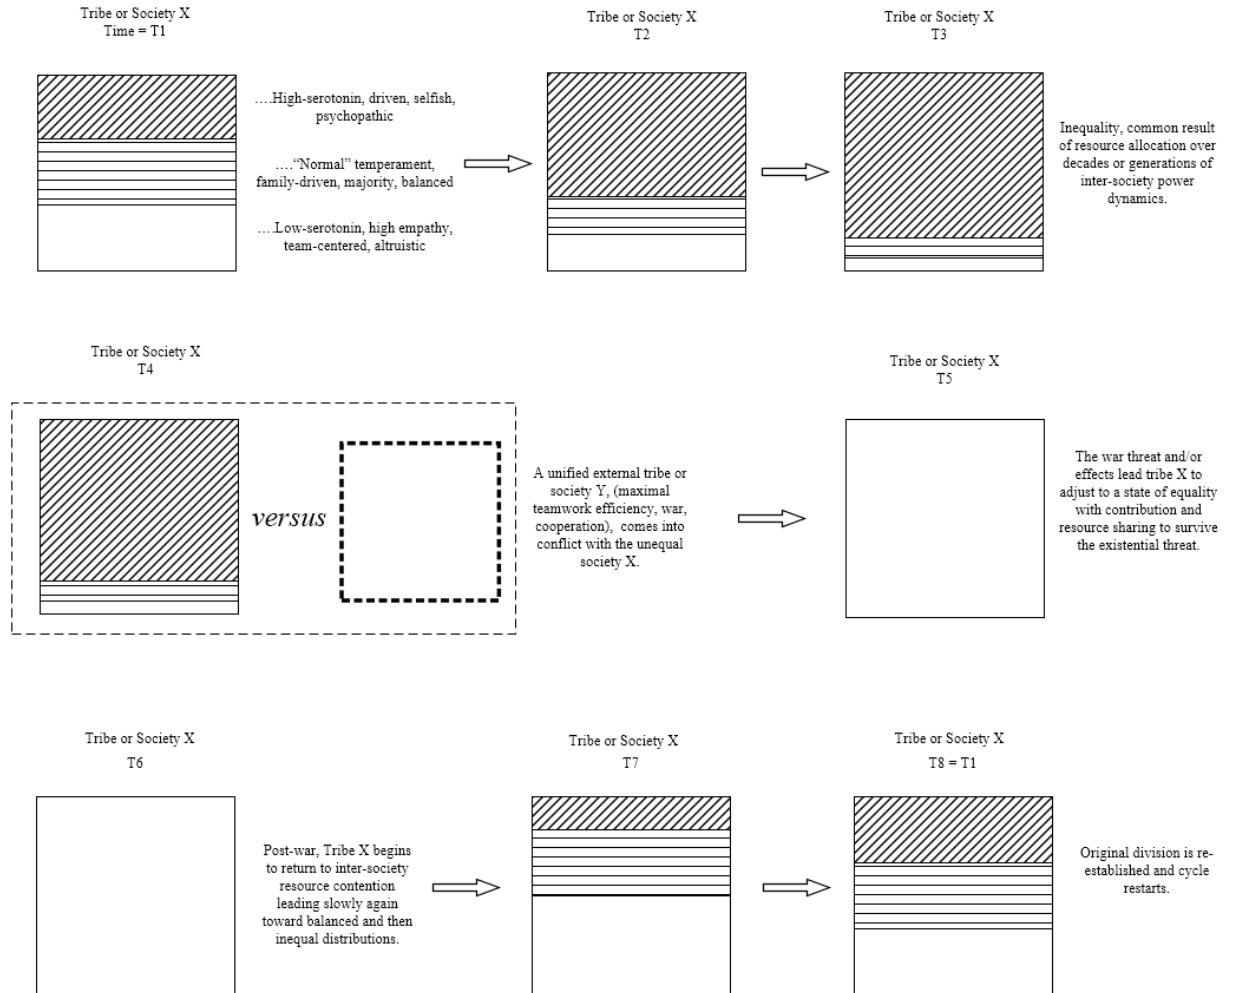 Tribe or Society X
Time = T1
....High-serotonin, driven, selfish,
psychopathic
...."Normal" temperament,
family-driven, majority, balanced
....Low-serotonin, high empathy,
team-centered, altruistic
Tribe or Society X
T2
Tribe or Society X
T3
Inequality, common result
of resource allocation over
decades or generations of
inter-society power
dynamics.
Tribe or Society X
T4
versus
A unified external tribe or
society Y, (maximal
teamwork efficiency, war,
cooperation),  comes into
conflict with the unequal
society X.
Tribe or Society X
T5
The war threat and/or
effects lead tribe X to
adjust to a state of equality
with contribution and
resource sharing to survive
the existential threat.
Tribe or Society X
T6
Post-war, Tribe X begins
to return to inter-society
resource contention
leading slowly again
toward balanced and then
inequal distributions.
Tribe or Society X
T7
Tribe or Society X
T8 = T1
Original division is re-
established and cycle
restarts.